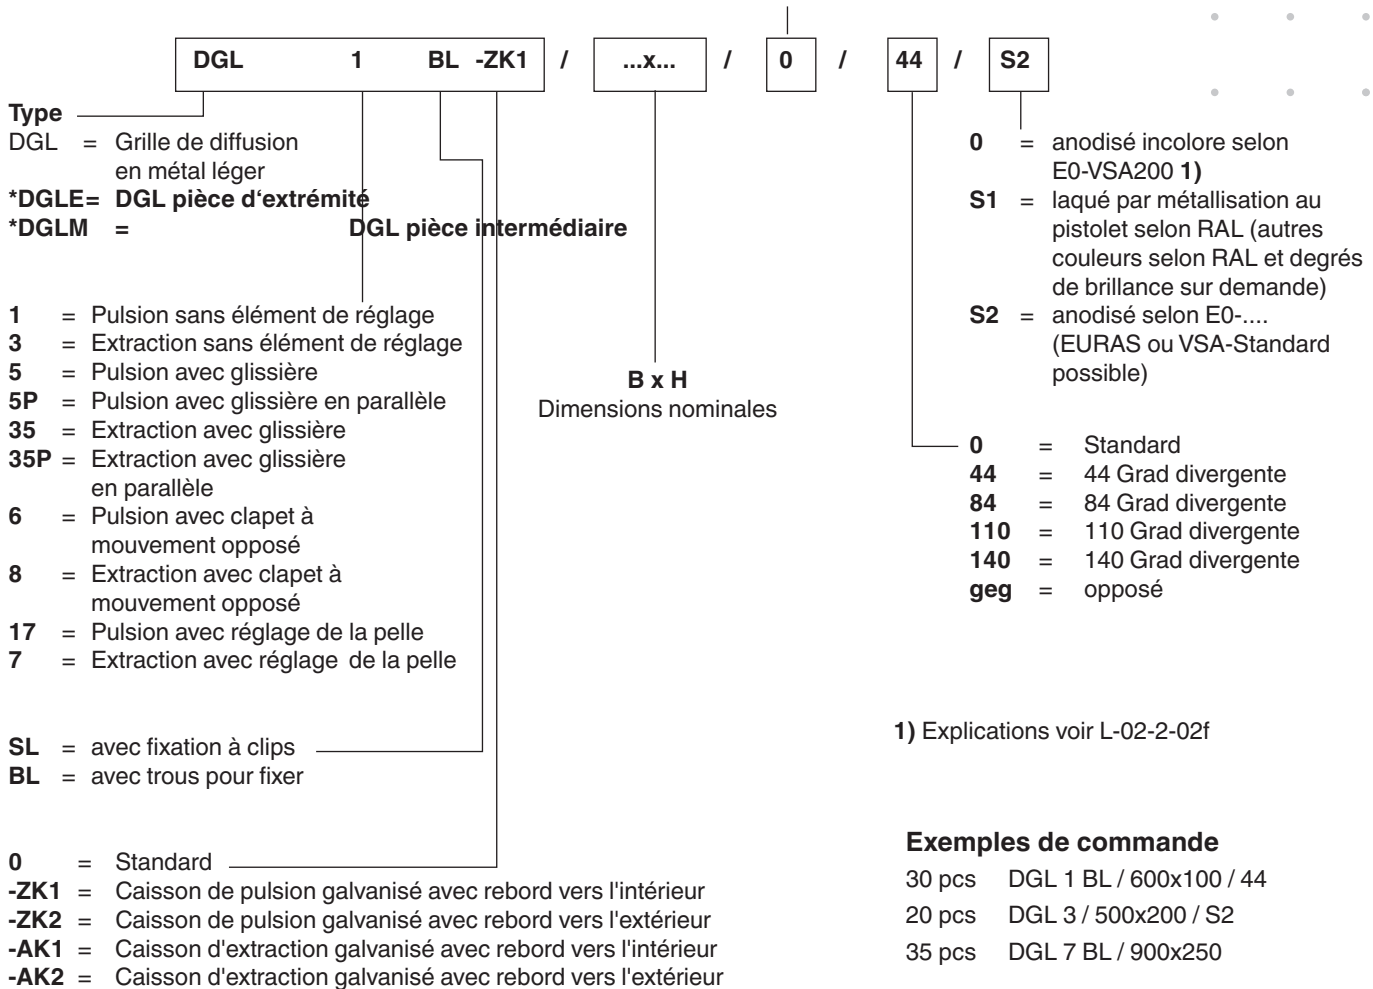 DGL 1 BL -ZK1 / ...x... / 0 / 44 / S2
Type
DGL = Grille de diffusion
en métal léger
*DGLE= DGL pièce d‘extrémité
*DGLM = DGL pièce intermédiaire
1 = Pulsion sans élément de réglage
3 = Extraction sans élément de réglage
5 = Pulsion avec glissière
5P = Pulsion avec glissière en parallèle
35 = Extraction avec glissière
35P = Extraction avec glissière
en parallèle
6 = Pulsion avec clapet à
mouvement opposé
8 = Extraction avec clapet à
mouvement opposé
17 = Pulsion avec réglage de la pelle
7 = Extraction avec réglage de la pelle
SL = avec fixation à clips
BL = avec trous pour fixer
0 = Standard
-ZK1 = Caisson de pulsion galvanisé avec rebord vers l'intérieur
-ZK2 = Caisson de pulsion galvanisé avec rebord vers l'extérieur
-AK1 = Caisson d'extraction galvanisé avec rebord vers l'intérieur
-AK2 = Caisson d'extraction galvanisé avec rebord vers l'extérieur
B x H
Dimensions nominales
0 = anodisé incolore selon
E0-VSA200 1)
S1 = laqué par métallisation au
pistolet selon RAL (autres
couleurs selon RAL et degrés
de brillance sur demande)
S2 = anodisé selon E0-....
(EURAS ou VSA-Standard
possible)
0 = Standard
44 = 44 Grad divergente
84 = 84 Grad divergente
110 = 110 Grad divergente
140 = 140 Grad divergente
geg = opposé
1) Explications voir L-02-2-02f
Exemples de commande
30 pcs DGL 1 BL / 600x100 / 44
20 pcs DGL 3 / 500x200 / S2
35 pcs DGL 7 BL / 900x250